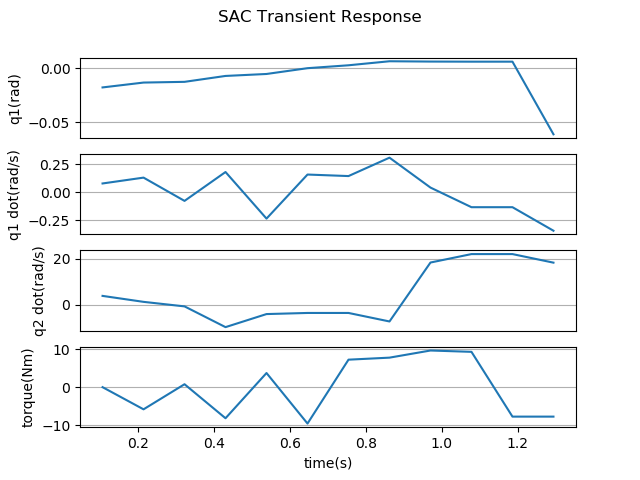 SAC Transient Response
q1(rad)
0.00
−0.05
q1 dot(rad/s)
0.25
0.00
−0.25
q2 dot(rad/s)
20
0
torque(Nm)
10
0
−10
0.2 0.4 0.6 0.8 1.0 1.2
time(s)